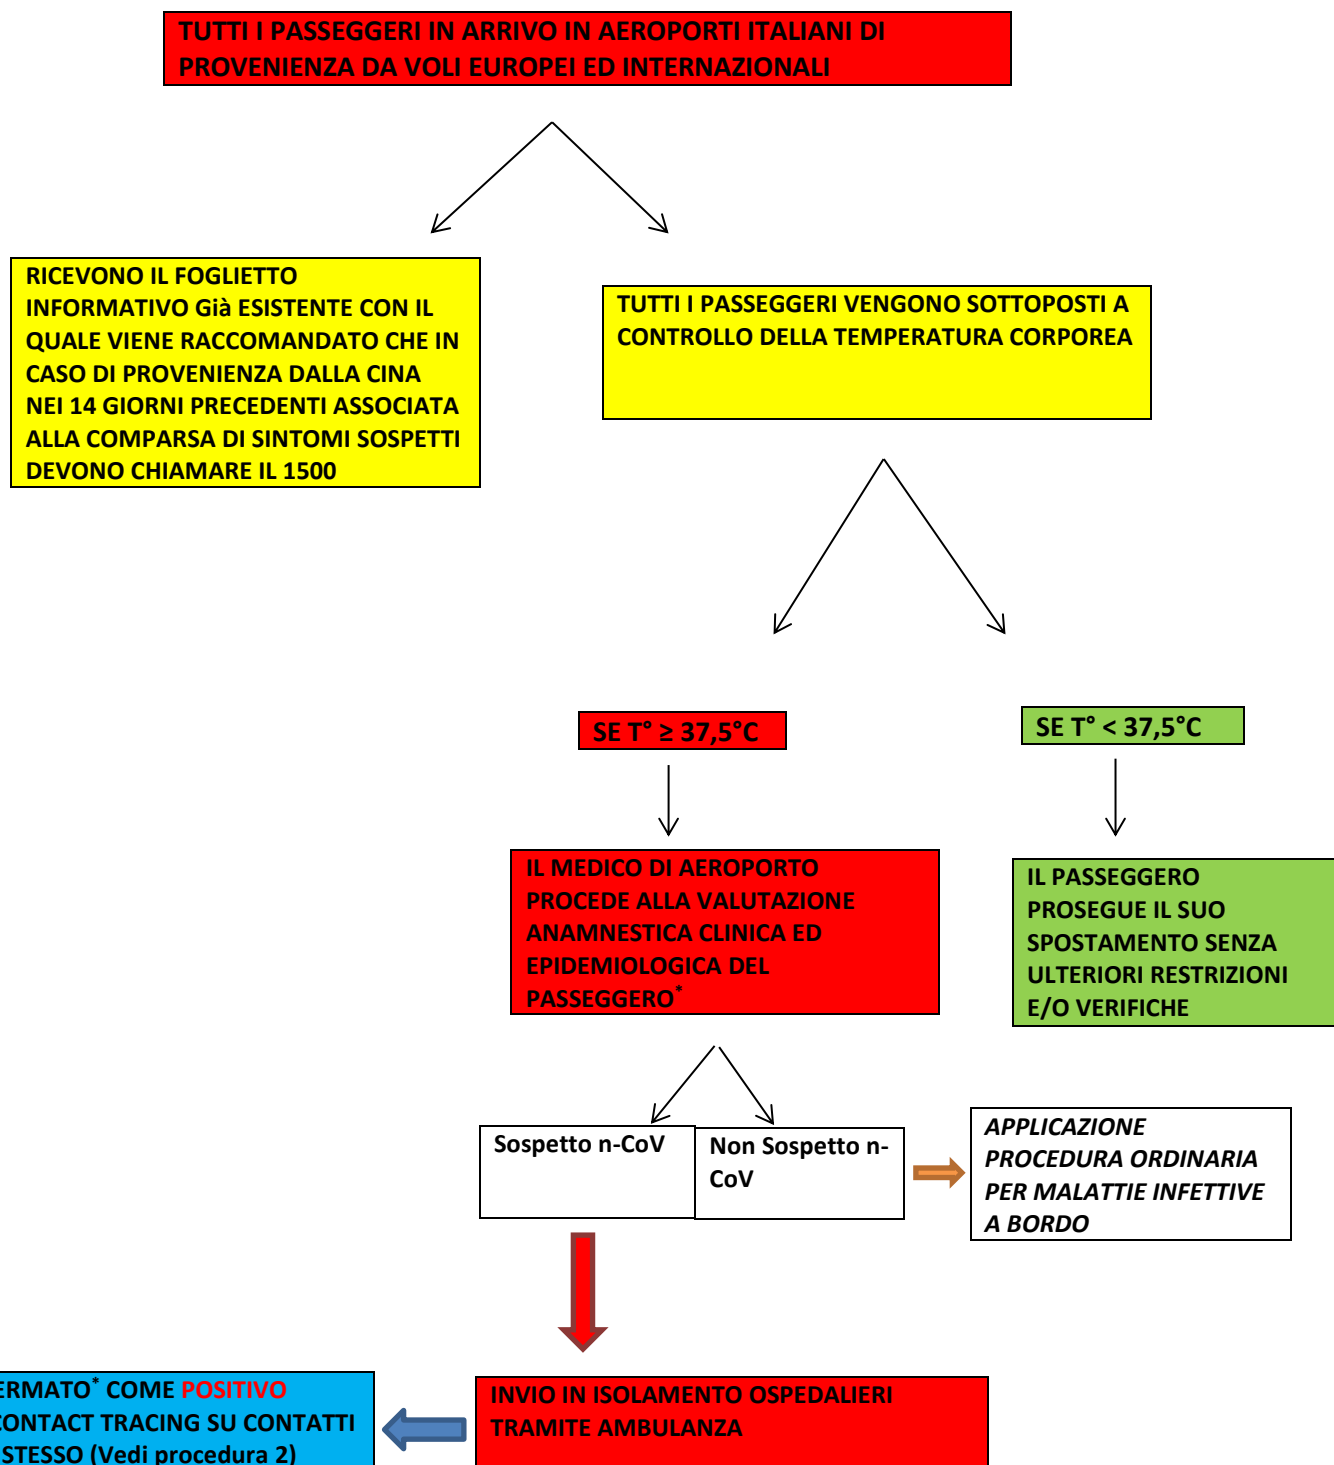 TUTTI I PASSEGGERI IN ARRIVO IN AEROPORTI ITALIANI DI
PROVENIENZA DA VOLI EUROPEI ED INTERNAZIONALI
RICEVONO IL FOGLIETTO
INFORMATIVO Già ESISTENTE CON IL
QUALE VIENE RACCOMANDATO CHE IN
CASO DI PROVENIENZA DALLA CINA
NEI 14 GIORNI PRECEDENTI ASSOCIATA
ALLA COMPARSA DI SINTOMI SOSPETTI
DEVONO CHIAMARE IL 1500
TUTTI I PASSEGGERI VENGONO SOTTOPOSTI A
CONTROLLO DELLA TEMPERATURA CORPOREA
SE T° ≥ 37,5°C
SE T° < 37,5°C
IL MEDICO DI AEROPORTO
PROCEDE ALLA VALUTAZIONE
ANAMNESTICA CLINICA ED
EPIDEMIOLOGICA DEL
PASSEGGERO*
IL PASSEGGERO
PROSEGUE IL SUO
SPOSTAMENTO SENZA
ULTERIORI RESTRIZIONI
E/O VERIFICHE
Sospetto n-CoV
Non Sospetto n-
CoV
APPLICAZIONE
PROCEDURA ORDINARIA
PER MALATTIE INFETTIVE
A BORDO
ERMATO* COME POSITIVO
CONTACT TRACING SU CONTATTI
STESSO (Vedi procedura 2)
INVIO IN ISOLAMENTO OSPEDALIERI
TRAMITE AMBULANZA